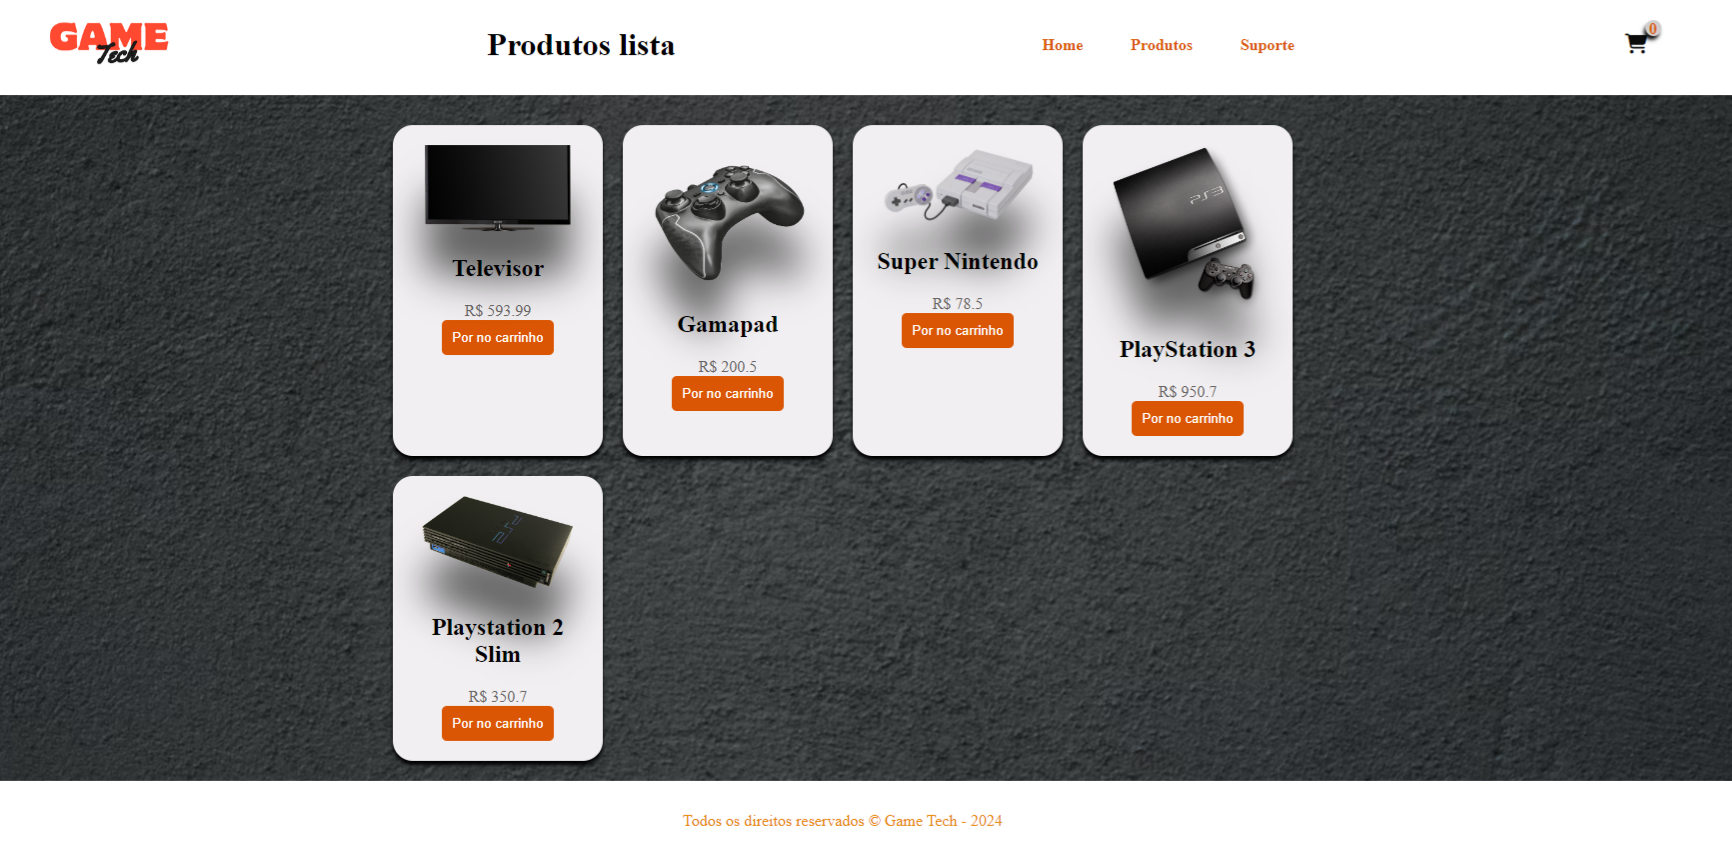 GAME
Tech
Produtos lista
Home
Produtos
Suporte
0
Televisor
R$ 593.99
Por no carrinho
Gamapad
R$ 200.5
Por no carrinho
Super Nintendo
R$ 78.5
Por no carrinho
PS3
PlayStation 3
R$ 950.7
Por no carrinho
PS2
Playstation 2
Slim
R$ 350.7
Por no carrinho
Todos os direitos reservados © Game Tech - 2024